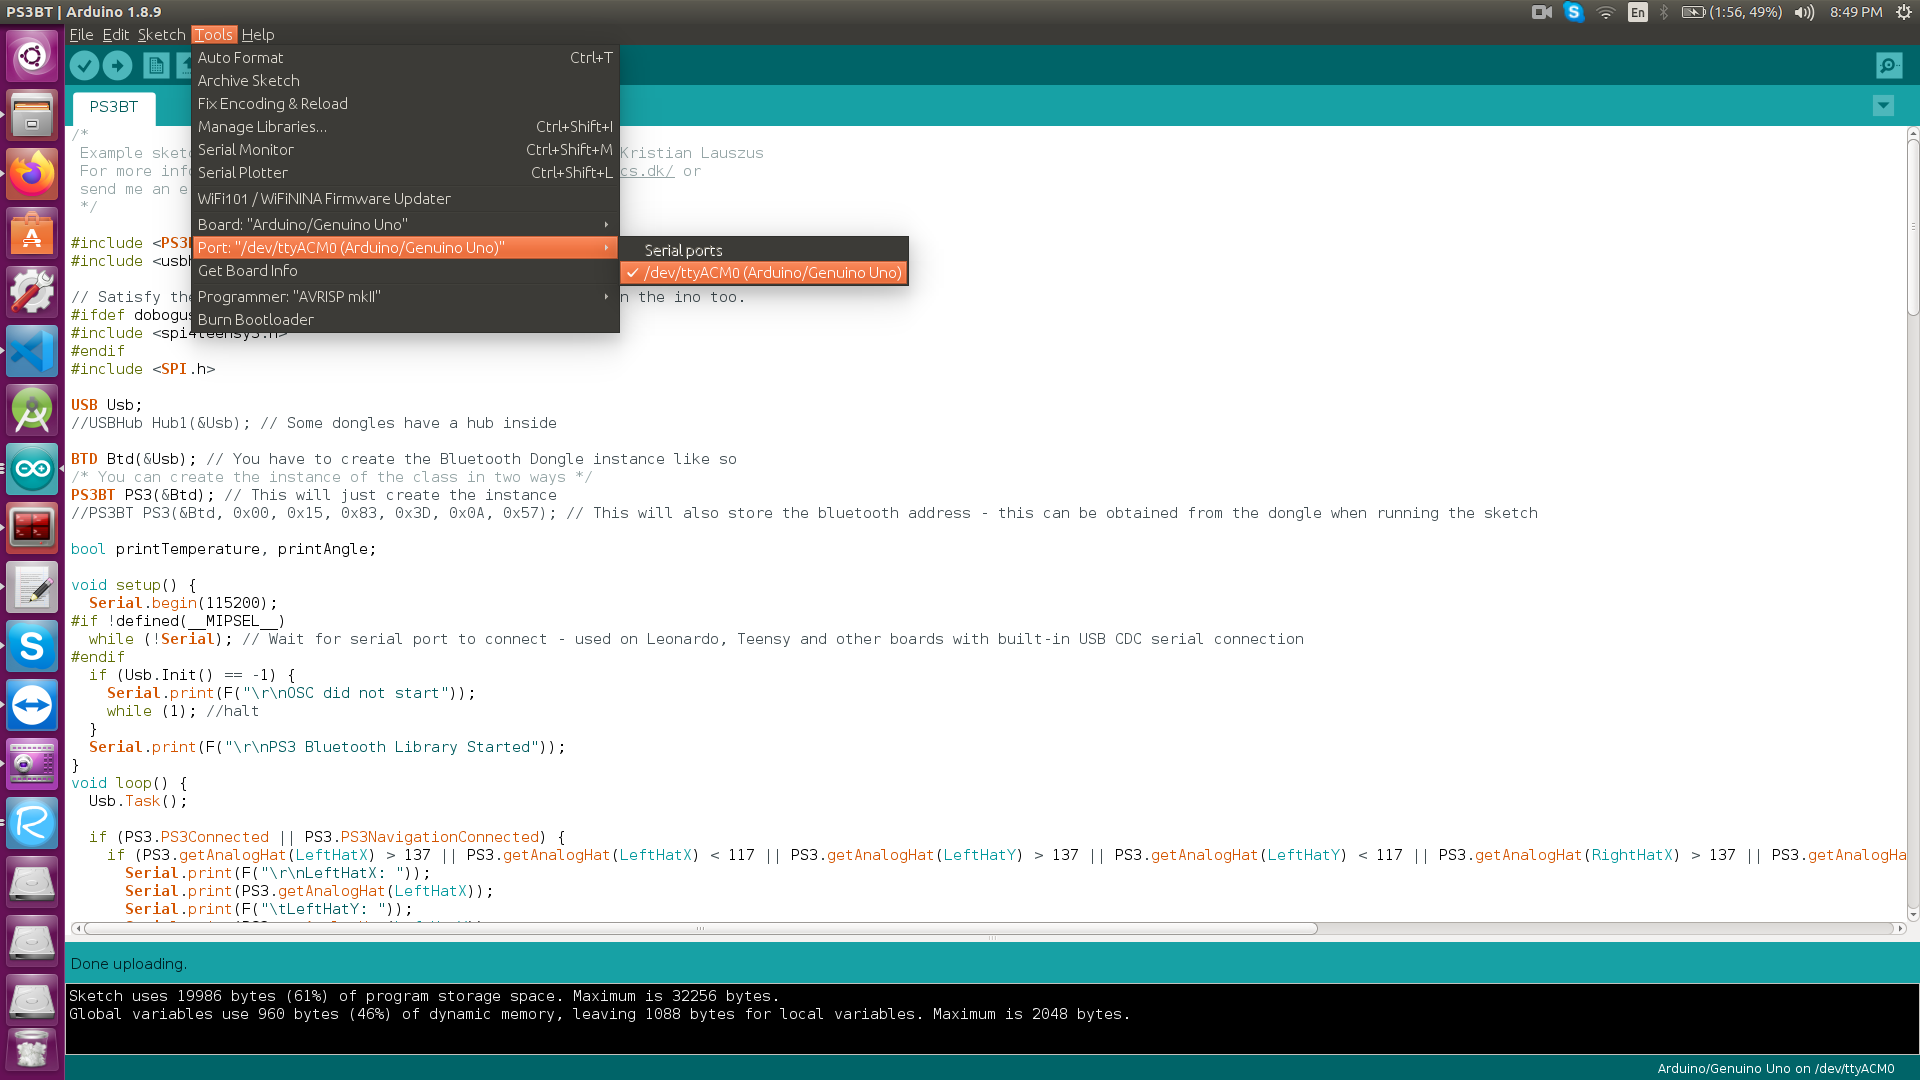 PS3BT | Arduino 1.8.9
En
(1:56, 49%)
8:49 PM
File Edit Sketch Tools Help
Auto Format Ctrl+T
Archive Sketch
Fix Encoding & Reload
Manage Libraries... Ctrl+Shift+I
Serial Monitor Ctrl+Shift+M
Serial Plotter Ctrl+Shift+L
WiFi101 / WiFiNINA Firmware Updater
Board: "Arduino/Genuino Uno"
Port: "/dev/ttyACM0 (Arduino/Genuino Uno)"
Get Board Info
Programmer: "AVRISP mkII"
Burn Bootloader
Serial ports
/dev/ttyACM0 (Arduino/Genuino Uno)
PS3BT
/*
Example sket Kristian Lauszus
For more inf cs.dk/ or
send me an e
*/
#include <PS3
#include <usb
// Satisfy the n the ino too.
#ifdef dobogus
#include <spi4teensy3.h>
#endif
#include <SPI.h>
USB Usb;
//USBHub Hub1(&Usb); // Some dongles have a hub inside
BTD Btd(&Usb); // You have to create the Bluetooth Dongle instance like so
/* You can create the instance of the class in two ways */
PS3BT PS3(&Btd); // This will just create the instance
//PS3BT PS3(&Btd, 0x00, 0x15, 0x83, 0x3D, 0x0A, 0x57); // This will also store the bluetooth address - this can be obtained from the dongle when running the sketch
bool printTemperature, printAngle;
void setup() {
Serial.begin(115200);
#if !defined(__MIPSEL__)
while (!Serial); // Wait for serial port to connect - used on Leonardo, Teensy and other boards with built-in USB CDC serial connection
#endif
if (Usb.Init() == -1) {
Serial.print(F("\r\nOSC did not start"));
while (1); //halt
}
Serial.print(F("\r\nPS3 Bluetooth Library Started"));
}
void loop() {
Usb.Task();
if (PS3.PS3Connected || PS3.PS3NavigationConnected) {
if (PS3.getAnalogHat(LeftHatX) > 137 || PS3.getAnalogHat(LeftHatX) < 117 || PS3.getAnalogHat(LeftHatY) > 137 || PS3.getAnalogHat(LeftHatY) < 117 || PS3.getAnalogHat(RightHatX) > 137 || PS3.getAnalogHa
Serial.print(F("\r\nLeftHatX: "));
Serial.print(PS3.getAnalogHat(LeftHatX));
Serial.print(F("\tLeftHatY: "));
Done uploading.
Sketch uses 19986 bytes (61%) of program storage space. Maximum is 32256 bytes.
Global variables use 960 bytes (46%) of dynamic memory, leaving 1088 bytes for local variables. Maximum is 2048 bytes.
Arduino/Genuino Uno on /dev/ttyACM0